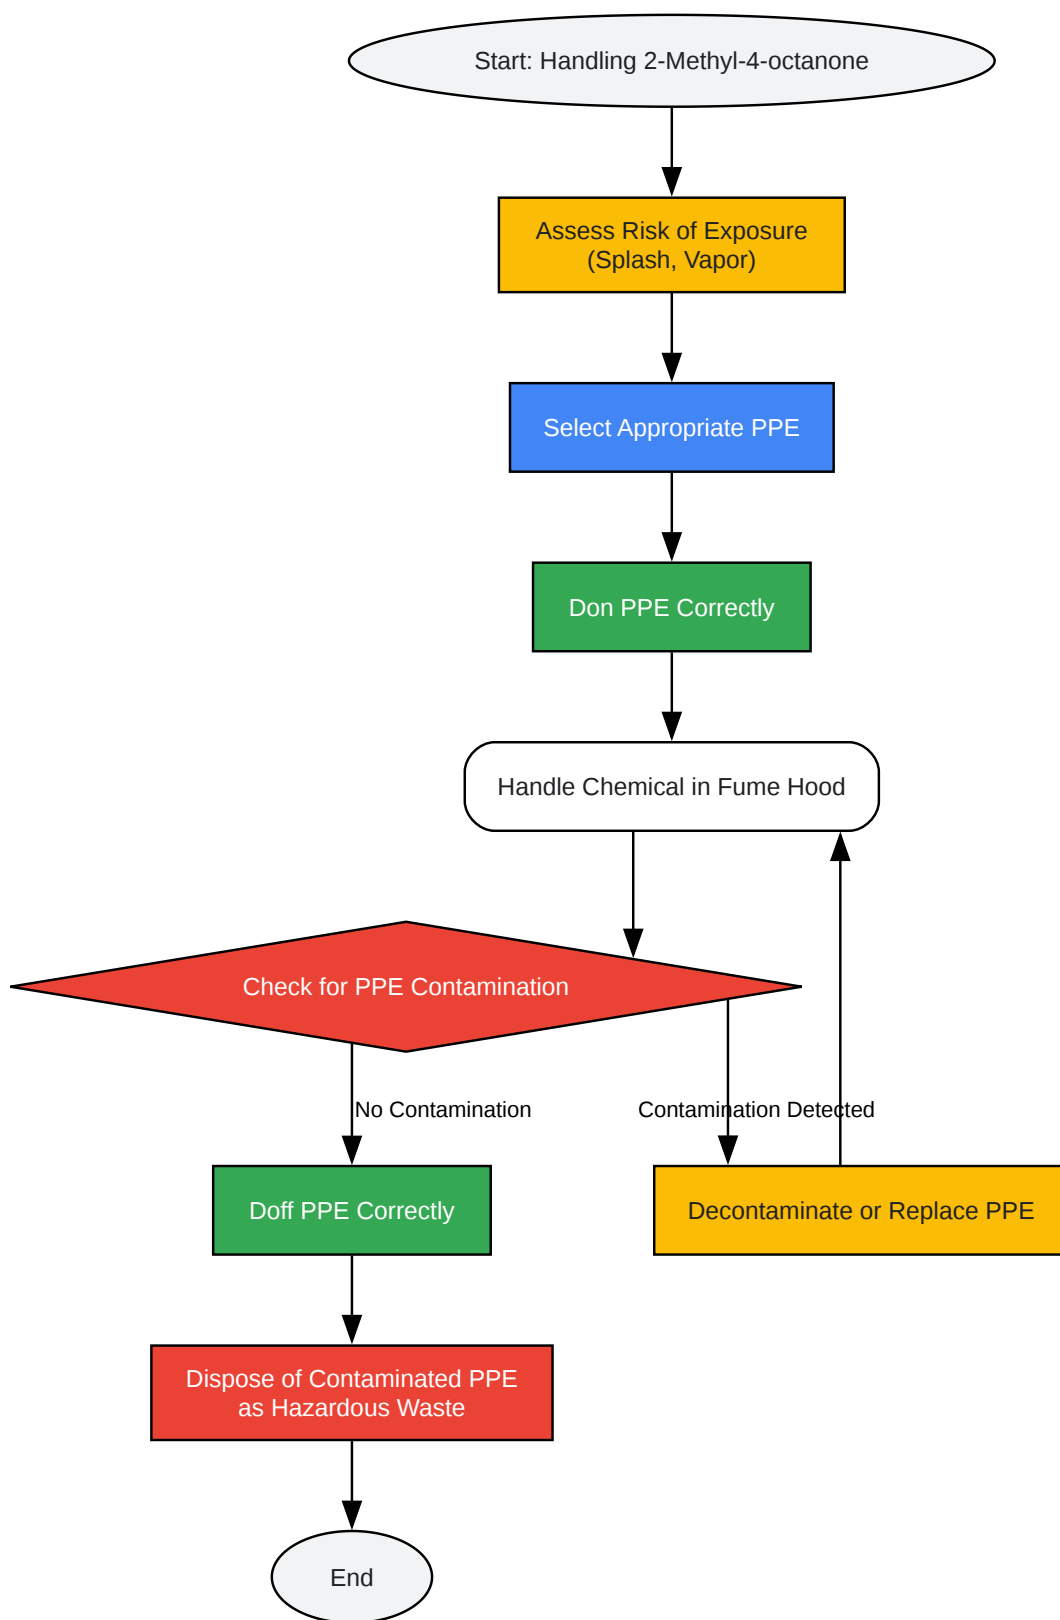 Start: Handling 2-Methyl-4-octanone
Assess Risk of Exposure
(Splash, Vapor)
Select Appropriate PPE
Don PPE Correctly
Handle Chemical in Fume Hood
Check for PPE Contamination
No Contamination
Contamination Detected
Doff PPE Correctly
Decontaminate or Replace PPE
Dispose of Contaminated PPE
as Hazardous Waste
End